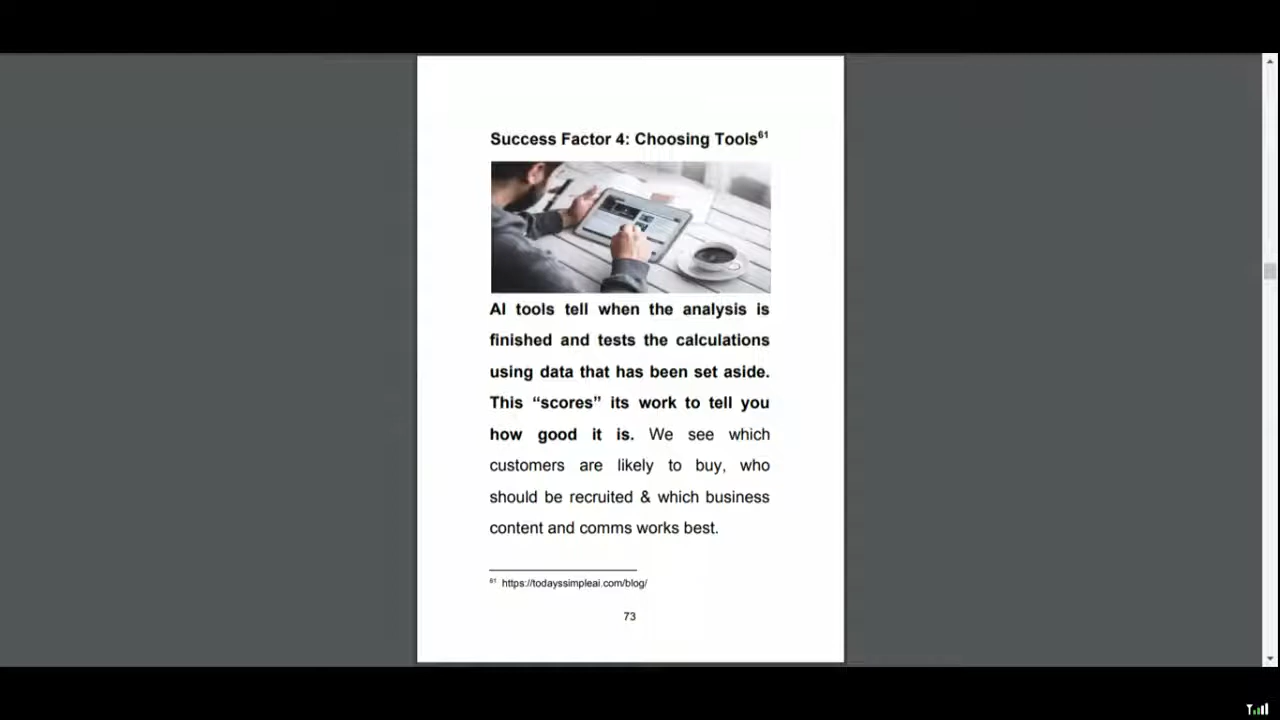 Success Factor 4: Choosing Tools61
AI tools tell when the analysis is
finished and tests the calculations
using data that has been set aside.
This “scores” its work to tell you
how good it is. We see which
customers are likely to buy, who
should be recruited & which business
content and comms works best.
61 https://todayssimpleai.com/blog/
73